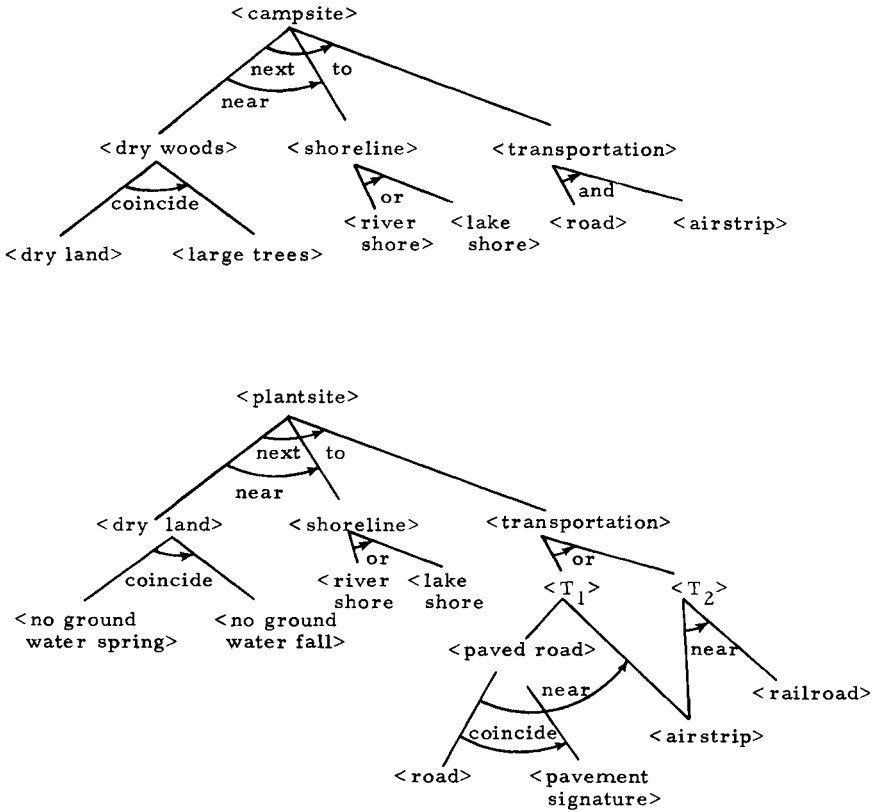 <campsite>
next to
near
<dry woods> <shoreline> <transportation>
coincide or and
<river shore> <lake shore> <road> <airstrip>
<dry land> <large trees>
<plantsite>
next to
near
<dry land> <shoreline> <transportation>
coincide or or
<river shore <lake shore <T1> <T2>
<no ground water spring> <no ground water fall>
<paved road> near
near <railroad>
coincide <airstrip>
<road> <pavement signature>